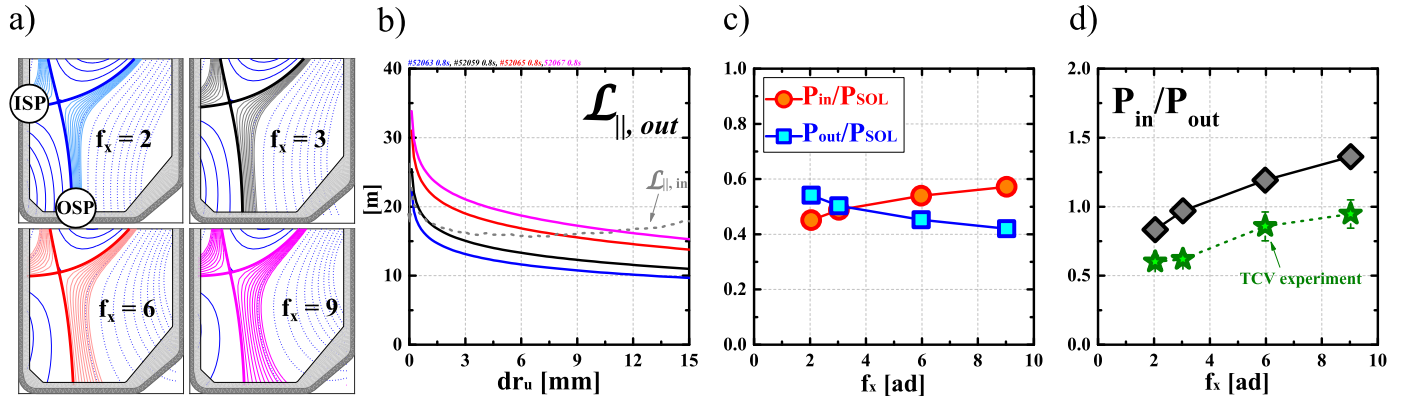 a)
b)
c)
d)
ISP
OSP
f_x = 2
f_x = 3
f_x = 6
f_x = 9
#52063 0.8s, #52059 0.8s, #52065 0.8s, 52067 0.8s
ℒ_||, out
ℒ_||, in
[m]
40
30
20
10
0
0 3 6 9 12 15
dr_u [mm]
P_in/P_SOL
P_out/P_SOL
1.0
0.8
0.6
0.4
0.2
0.0
0 2 4 6 8 10
f_x [ad]
P_in/P_out
TCV experiment
2.0
1.5
1.0
0.5
0.0
0 2 4 6 8 10
f_x [ad]